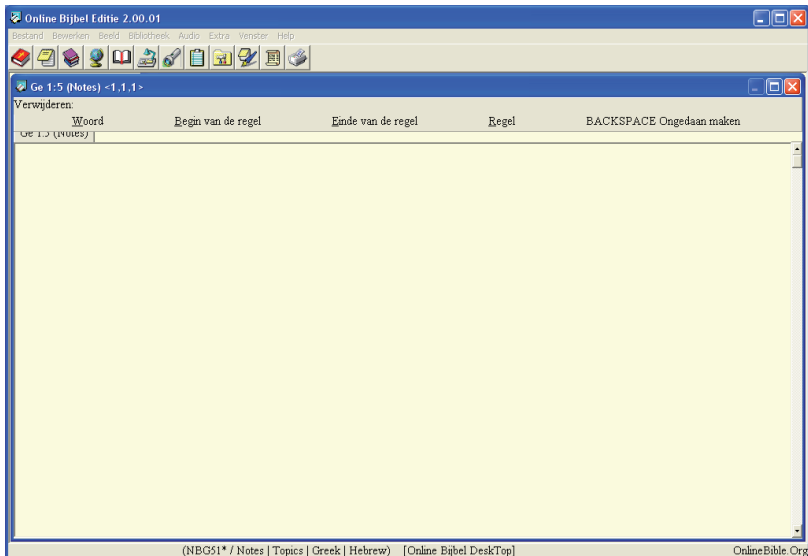 Online Bijbel Editie 2.00.01
Bestand Bewerken Beeld Bibliotheek Audio Extra Venster Help
Ge 1:5 (Notes) <1,1,1>
Verwijderen:
Woord Begin van de regel Einde van de regel Regel BACKSPACE Ongedaan maken
Ge 1:5 (Notes)
(NBG51* / Notes | Topics | Greek | Hebrew) [Online Bijbel DeskTop] OnlineBible.Org